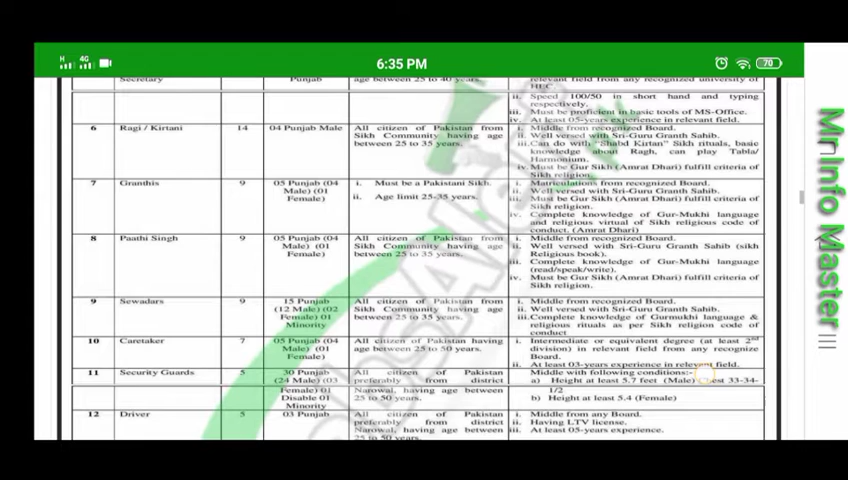 H 4G 6:35 PM 70
Secretary Punjab age between 25 to 40 years. relevant field from any recognized university of
HEC
ii. Speed 100/50 in short hand and typing
respectively.
iii. Must be proficient in basic tools of MS-Office.
iv. At least 05-years experience in relevant field.
6 Ragi / Kirtani 14 04 Punjab Male All citizen of Pakistan from
Sikh Community having age
between 25 to 35 years.
i. Middle from recognized Board.
ii. Well versed with Sri-Guru Granth Sahib.
iii. Can do with "Shabd Kirtan" Sikh rituals, basic
knowledge about Ragh, can play Tabla/
Harmonium.
iv. Must be Gur Sikh (Amrat Dhari) fulfill criteria of
Sikh religion.
7 Granthis 9 05 Punjab (04
Male) (01
Female)
i. Must be a Pakistani Sikh.
ii. Age limit 25-35 years.
i. Matriculations from recognized Board.
ii. Well versed with Sri-Guru Granth Sahib.
iii. Must be Gur Sikh (Amrat Dhari) fulfill criteria of
Sikh religion.
iv. Complete knowledge of Gur-Mukhi language
and religious virtual of Sikh religious code of
conduct. (Amrat Dhari)
8 Paathi Singh 9 05 Punjab (04
Male) (01
Female)
All citizen of Pakistan from
Sikh Community having age
between 25 to 35 years.
i. Middle from recognized Board.
ii. Well versed with Sri-Guru Granth Sahib (sikh
Religious book).
iii. Complete knowledge of Gur-Mukhi language
(read/speak/write).
iv. Must be Gur Sikh (Amrat Dhari) fulfill criteria of
Sikh religion.
9 Sewadars 9 15 Punjab
(12 Male) (02
Female) 01
Minority
All citizen of Pakistan from
Sikh Community having age
between 25 to 35 years.
i. Middle from recognized Board.
ii. Well versed with Sri-Guru Granth Sahib.
iii. Complete knowledge of Gurmukhi language &
religious rituals as per Sikh religion code of
conduct
10 Caretaker 7 05 Punjab (04
Male) (01
Female)
All citizen of Pakistan having
age between 25 to 50 years.
i. Intermediate or equivalent degree (at least 2nd
division) in relevant field from any recognize
Board.
ii. At least 03-years experience in relevant field.
11 Security Guards 5 30 Punjab
(24 Male) (03
Female) 01
Disable 01
Minority
All citizen of Pakistan
preferably from district
Narowal, having age between
25 to 50 years.
Middle with following conditions:-
a) Height at least 5.7 feet (Male) 33-34-
1/2
b) Height at least 5.4 (Female)
12 Driver 5 03 Punjab All citizen of Pakistan
preferably from district
Narowal, having age between
25 to 50 years.
i. Middle from any Board.
ii. Having LTV license.
iii. At least 05-years experience.
Mn Info Master